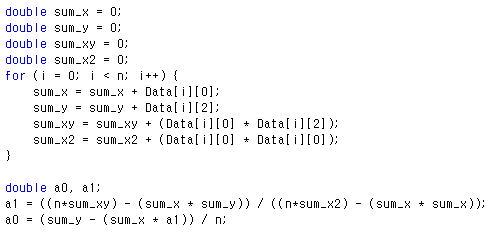 double sum_x = 0;
double sum_y = 0;
double sum_xy = 0;
double sum_x2 = 0;
for (i = 0; i < n; i++) {
    sum_x = sum_x + Data[i][0];
    sum_y = sum_y + Data[i][2];
    sum_xy = sum_xy + (Data[i][0] * Data[i][2]);
    sum_x2 = sum_x2 + (Data[i][0] * Data[i][0]);
}

double a0, a1;
a1 = ((n*sum_xy) - (sum_x * sum_y)) / ((n*sum_x2) - (sum_x * sum_x));
a0 = (sum_y - (sum_x * a1)) / n;